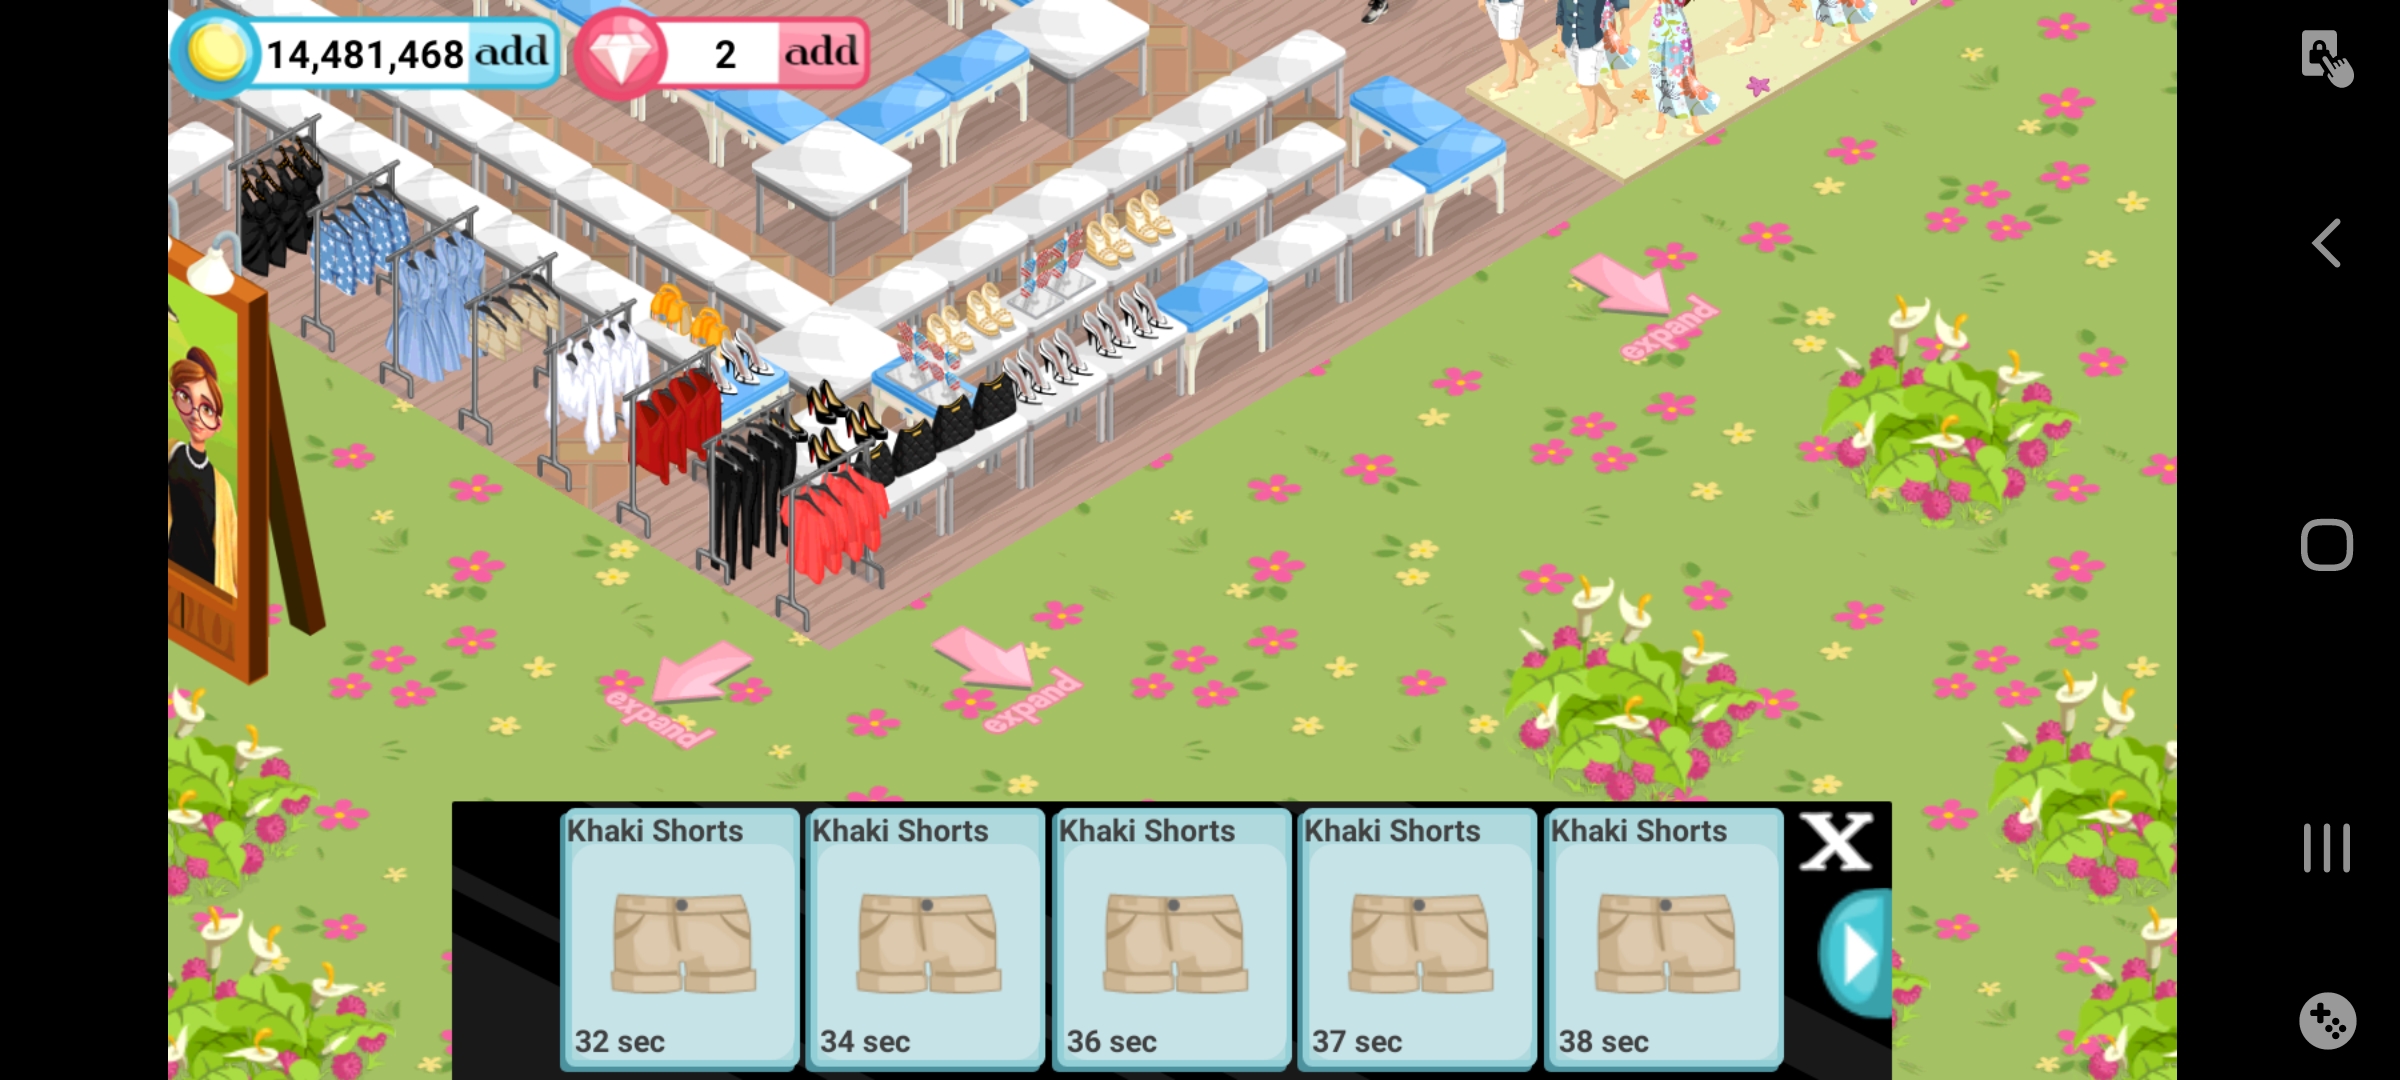 14,481,468 add
2 add
expand
expand
expand
Khaki Shorts
32 sec
Khaki Shorts
34 sec
Khaki Shorts
36 sec
Khaki Shorts
37 sec
Khaki Shorts
38 sec
X